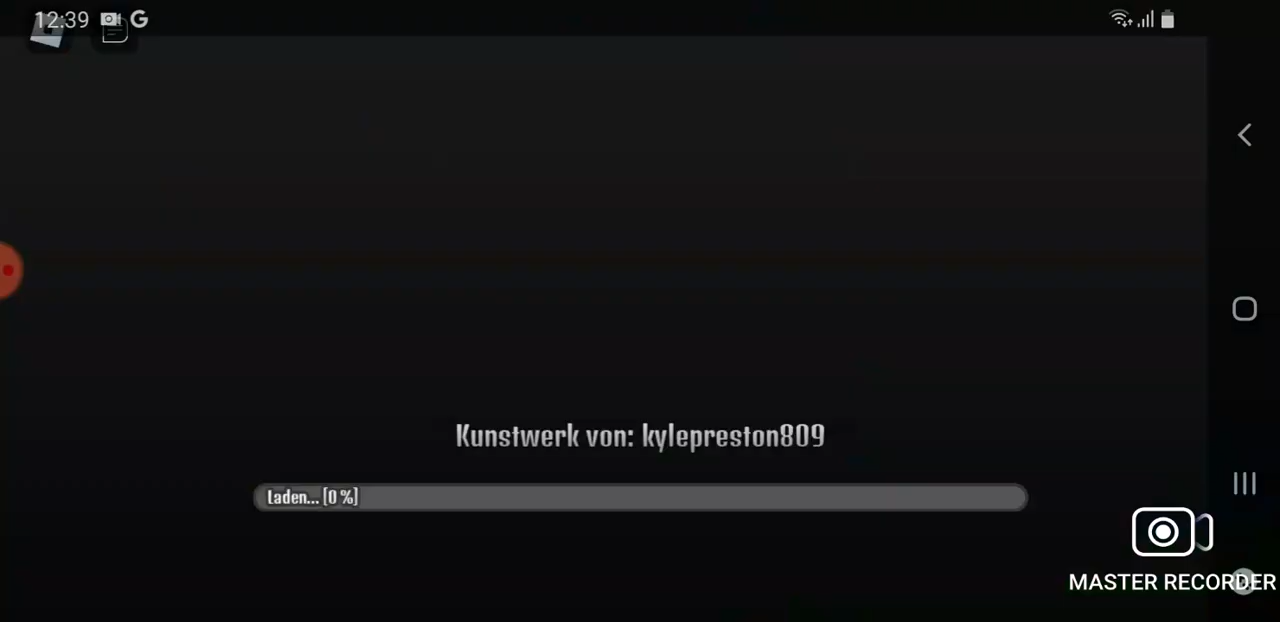 12:39
Kunstwerk von: kylepreston809
Laden... [0 %]
MASTER RECORDER